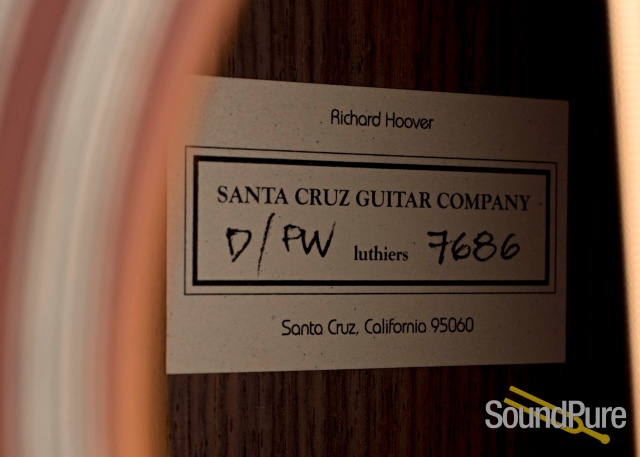 Richard Hoover
SANTA CRUZ GUITAR COMPANY
D/PW luthiers 7686
Santa Cruz, California 95060
SoundPure